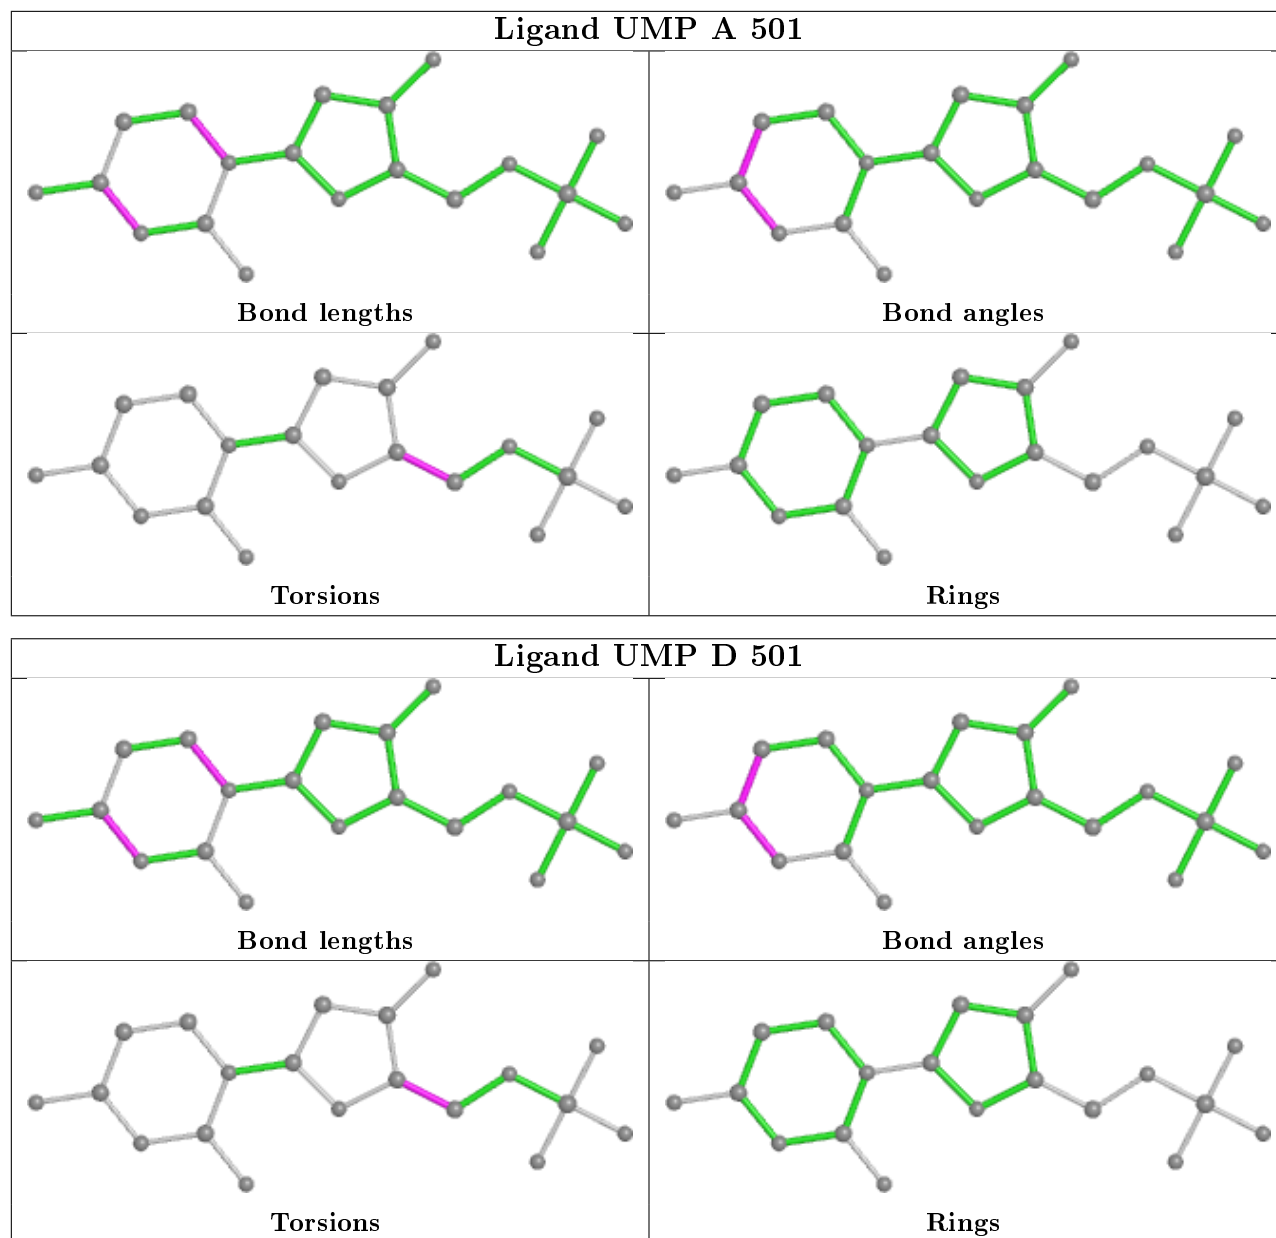 Ligand UMP A 501
Bond lengths
Bond angles
Torsions
Rings
Ligand UMP D 501
Bond lengths
Bond angles
Torsions
Rings